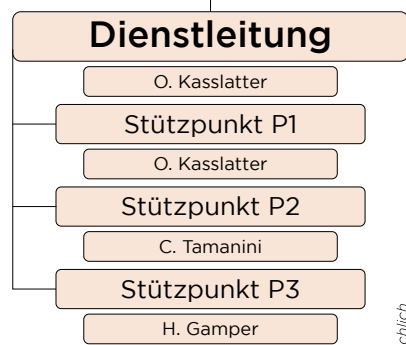 Dienstleitung
O. Kasslatter
Stützpunkt P1
O. Kasslatter
Stützpunkt P2
C. Tamanini
Stützpunkt P3
H. Gamper